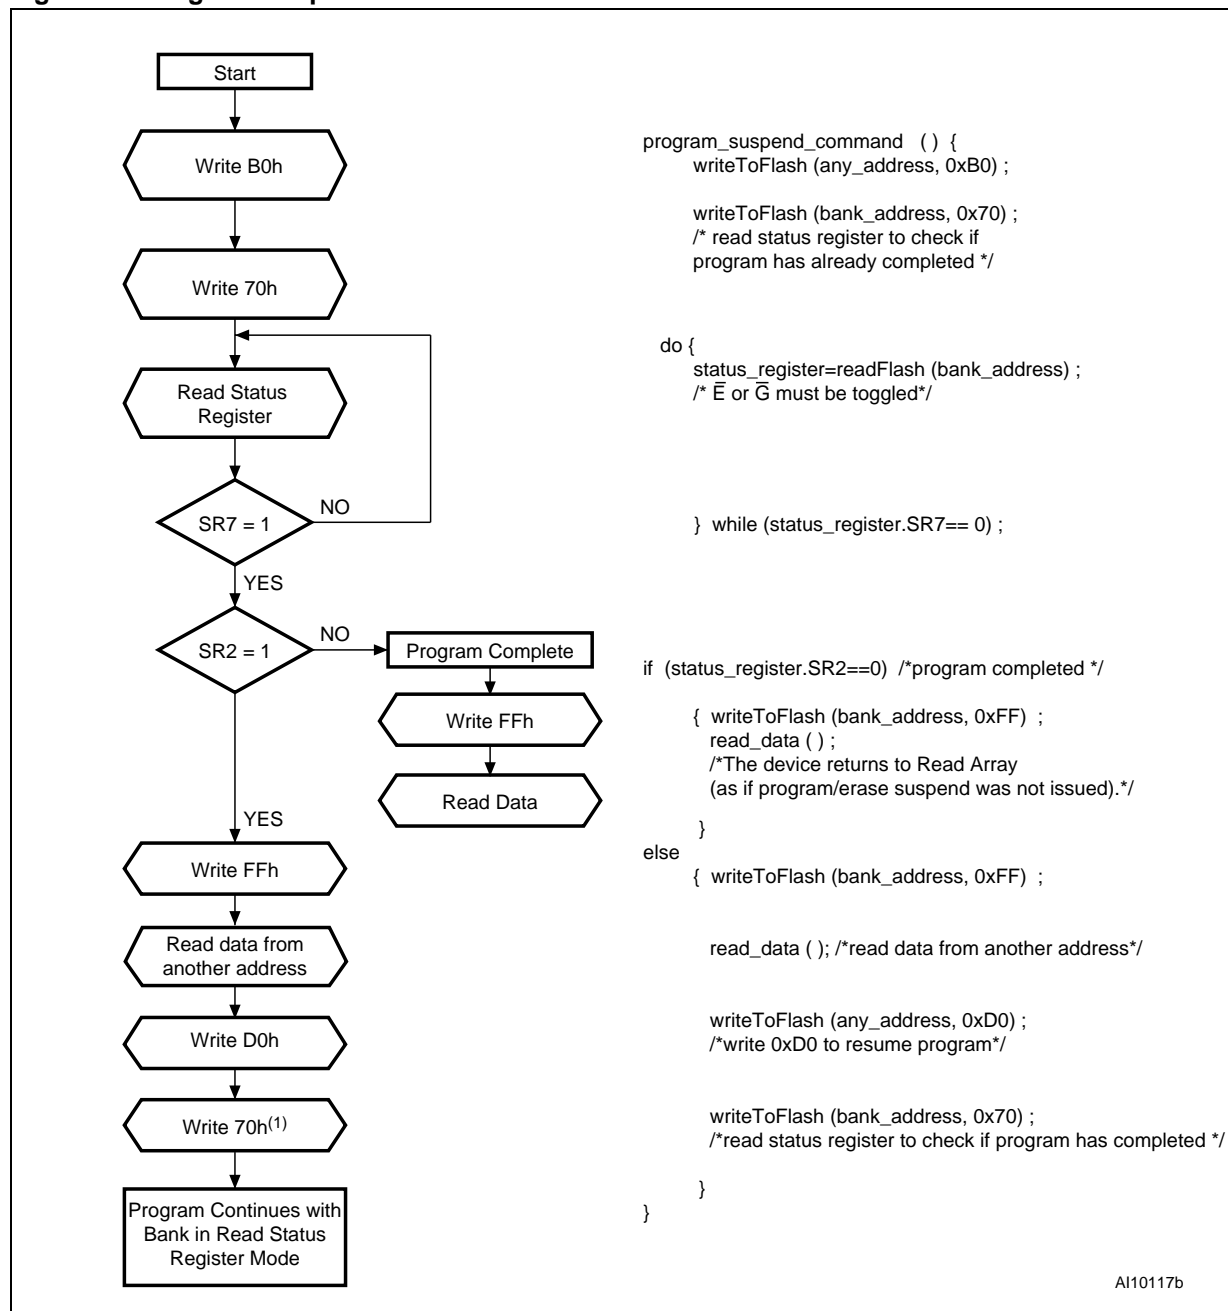 Start
Write B0h
Write 70h
Read Status
Register
SR7 = 1
NO
YES
SR2 = 1
NO
Program Complete
Write FFh
Read Data
YES
Write FFh
Read data from
another address
Write D0h
Write 70h(1)
Program Continues with
Bank in Read Status
Register Mode
program_suspend_command ( ) {
writeToFlash (any_address, 0xB0) ;
writeToFlash (bank_address, 0x70) ;
/* read status register to check if
program has already completed */
do {
status_register=readFlash (bank_address) ;
/* E̅ or G̅ must be toggled*/
} while (status_register.SR7== 0) ;
if (status_register.SR2==0) /*program completed */
{ writeToFlash (bank_address, 0xFF) ;
read_data ( ) ;
/*The device returns to Read Array
(as if program/erase suspend was not issued).*/
}
else
{ writeToFlash (bank_address, 0xFF) ;
read_data ( ); /*read data from another address*/
writeToFlash (any_address, 0xD0) ;
/*write 0xD0 to resume program*/
writeToFlash (bank_address, 0x70) ;
/*read status register to check if program has completed */
}
}
AI10117b